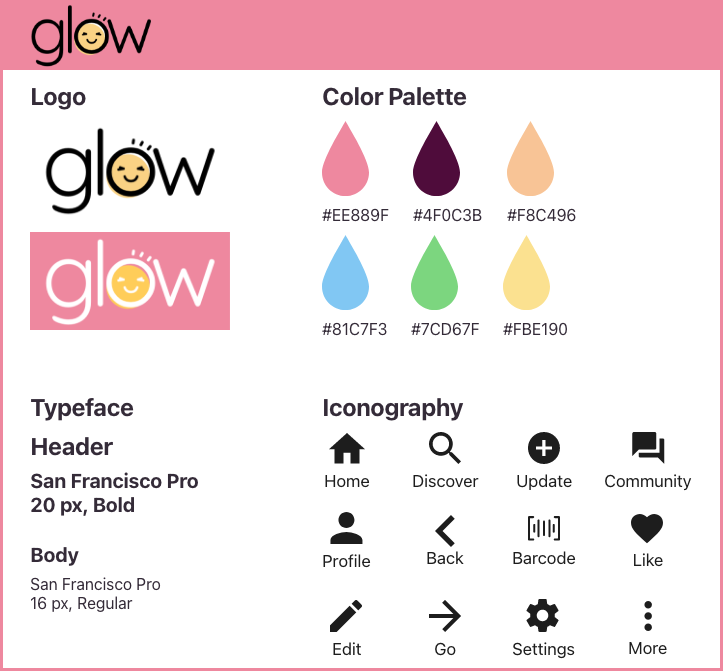 glow
Logo
glow
glow
Color Palette
#EE889F #4F0C3B #F8C496
#81C7F3 #7CD67F #FBE190
Typeface
Header
San Francisco Pro
20 px, Bold
Body
San Francisco Pro
16 px, Regular
Iconography
Home Discover Update Community
Profile Back Barcode Like
Edit Go Settings More